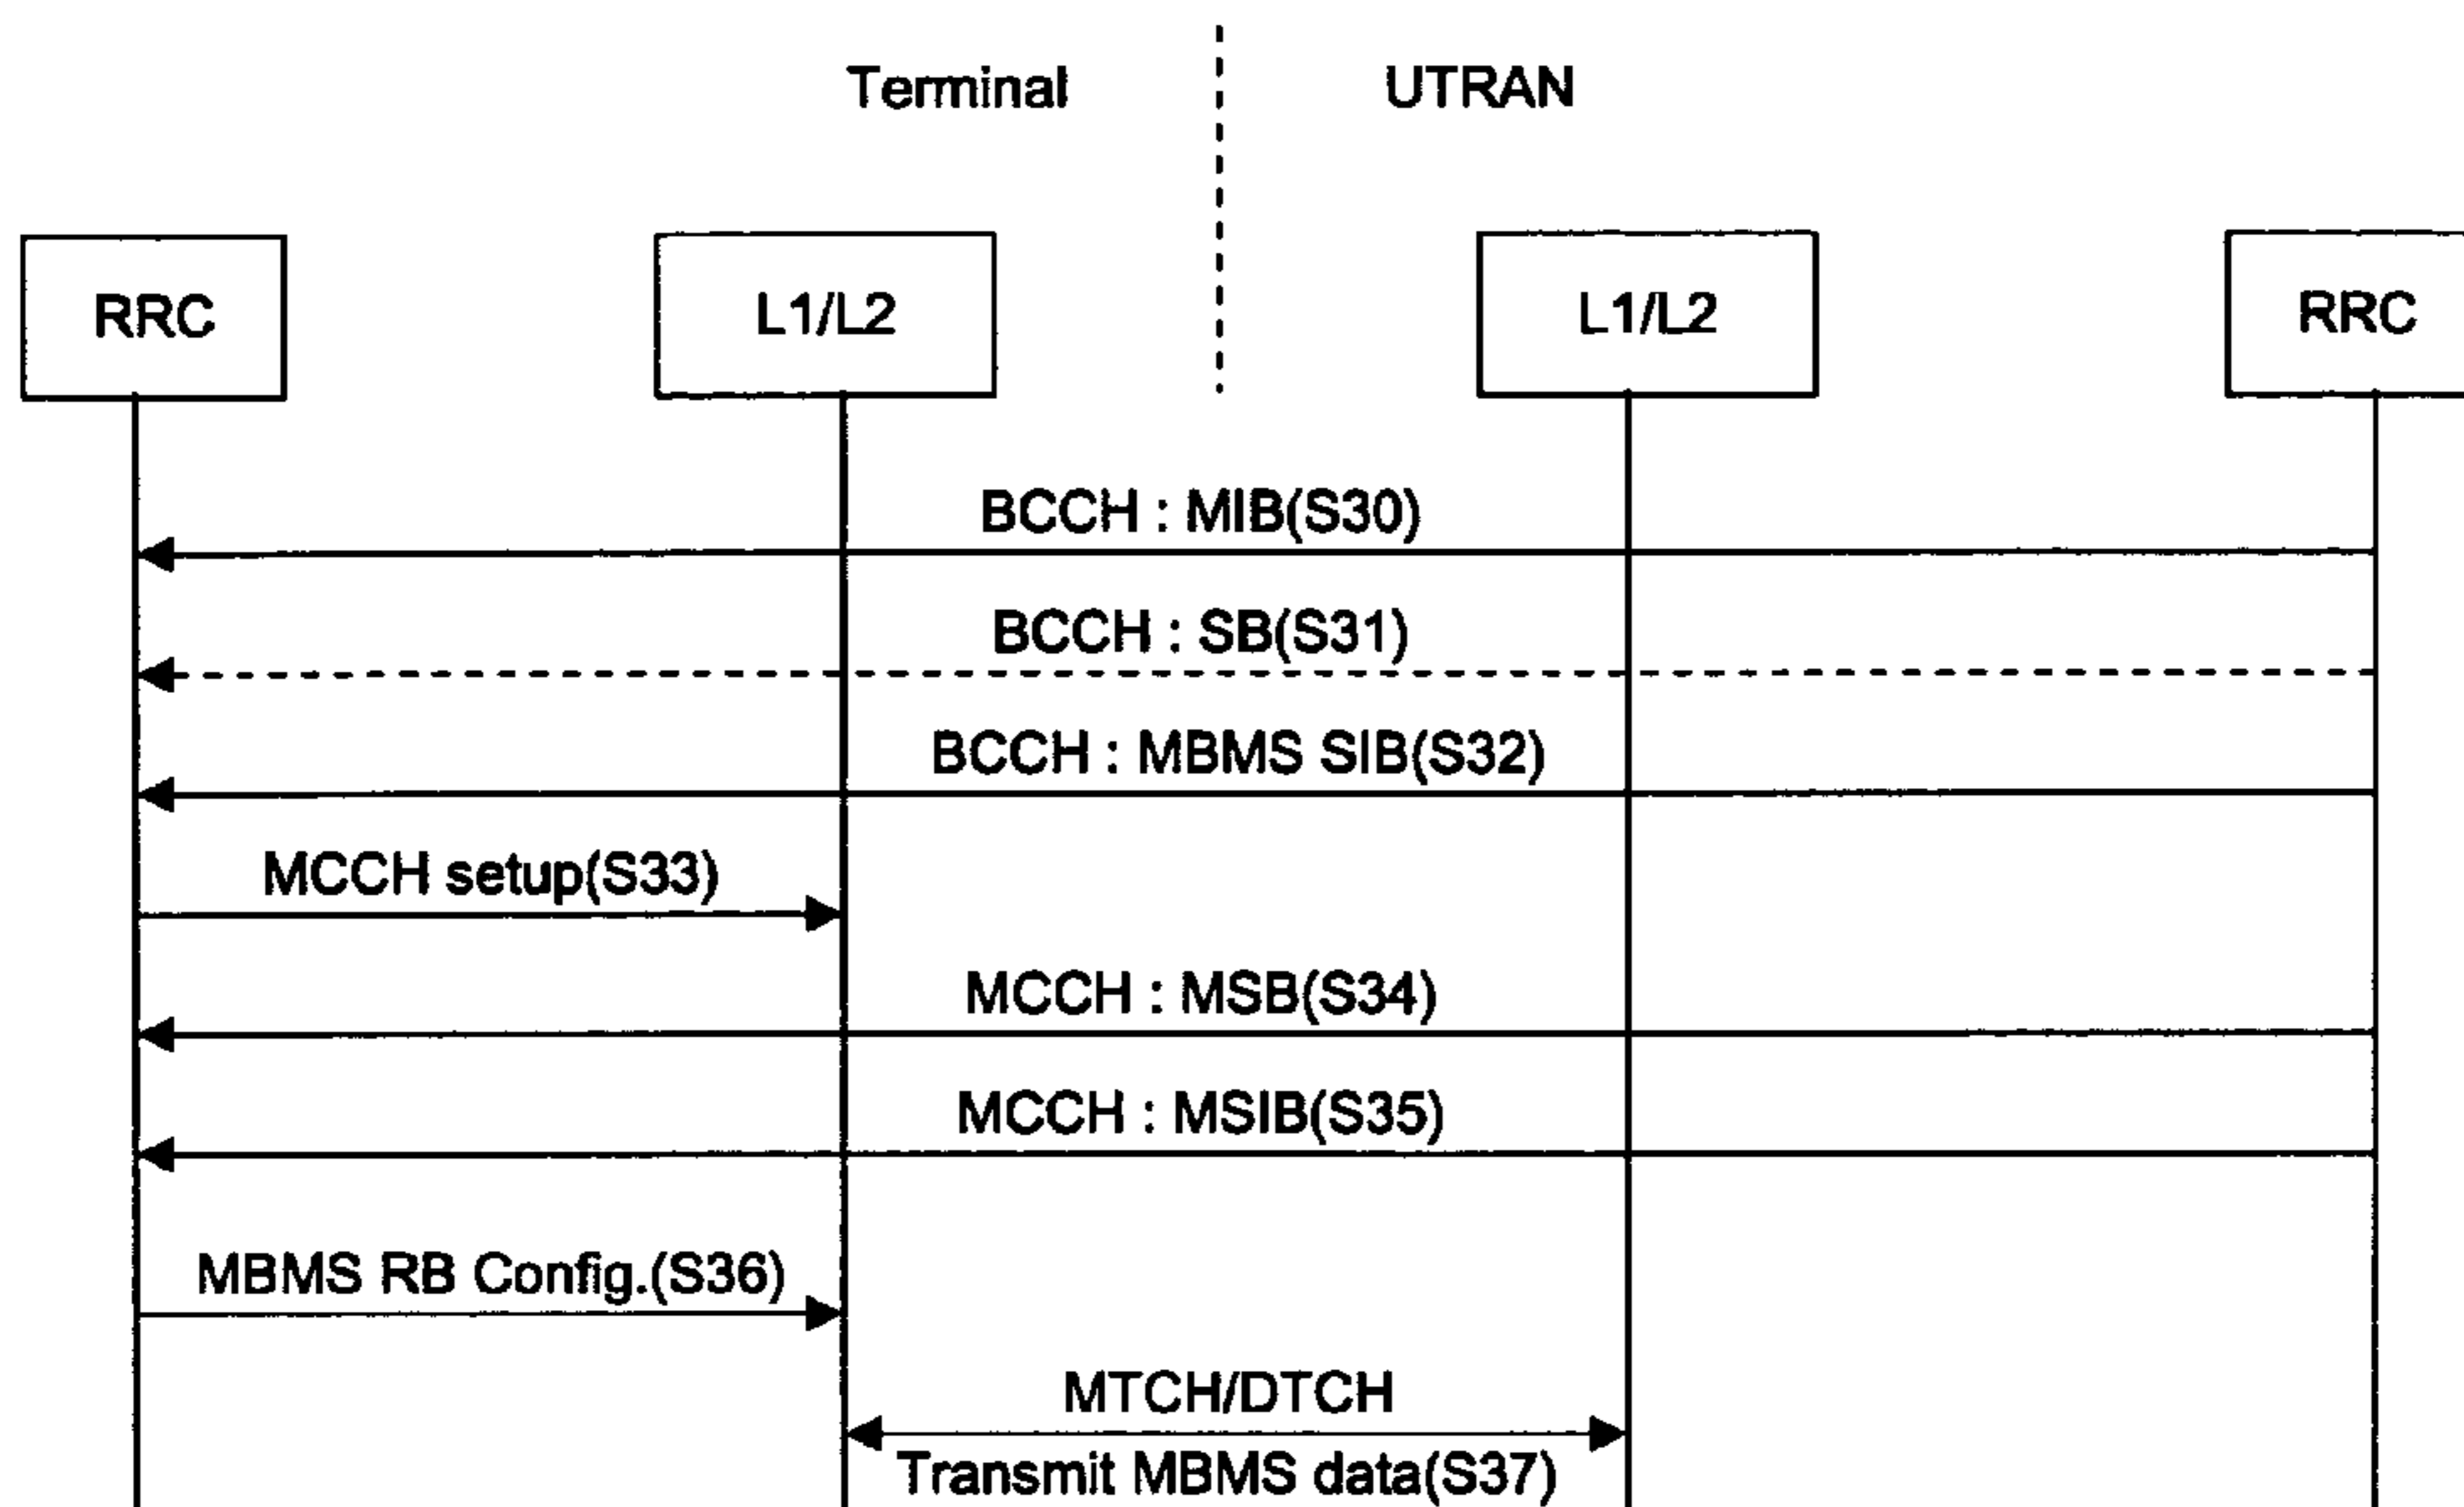 Terminal
UTRAN
RRC
L1/L2
L1/L2
RRC
BCCH : MIB(S30)
BCCH : SB(S31)
BCCH : MBMS SIB(S32)
MCCH setup(S33)
MCCH : MSB(S34)
MCCH : MSIB(S35)
MBMS RB Config.(S36)
MTCH/DTCH
Transmit MBMS data(S37)